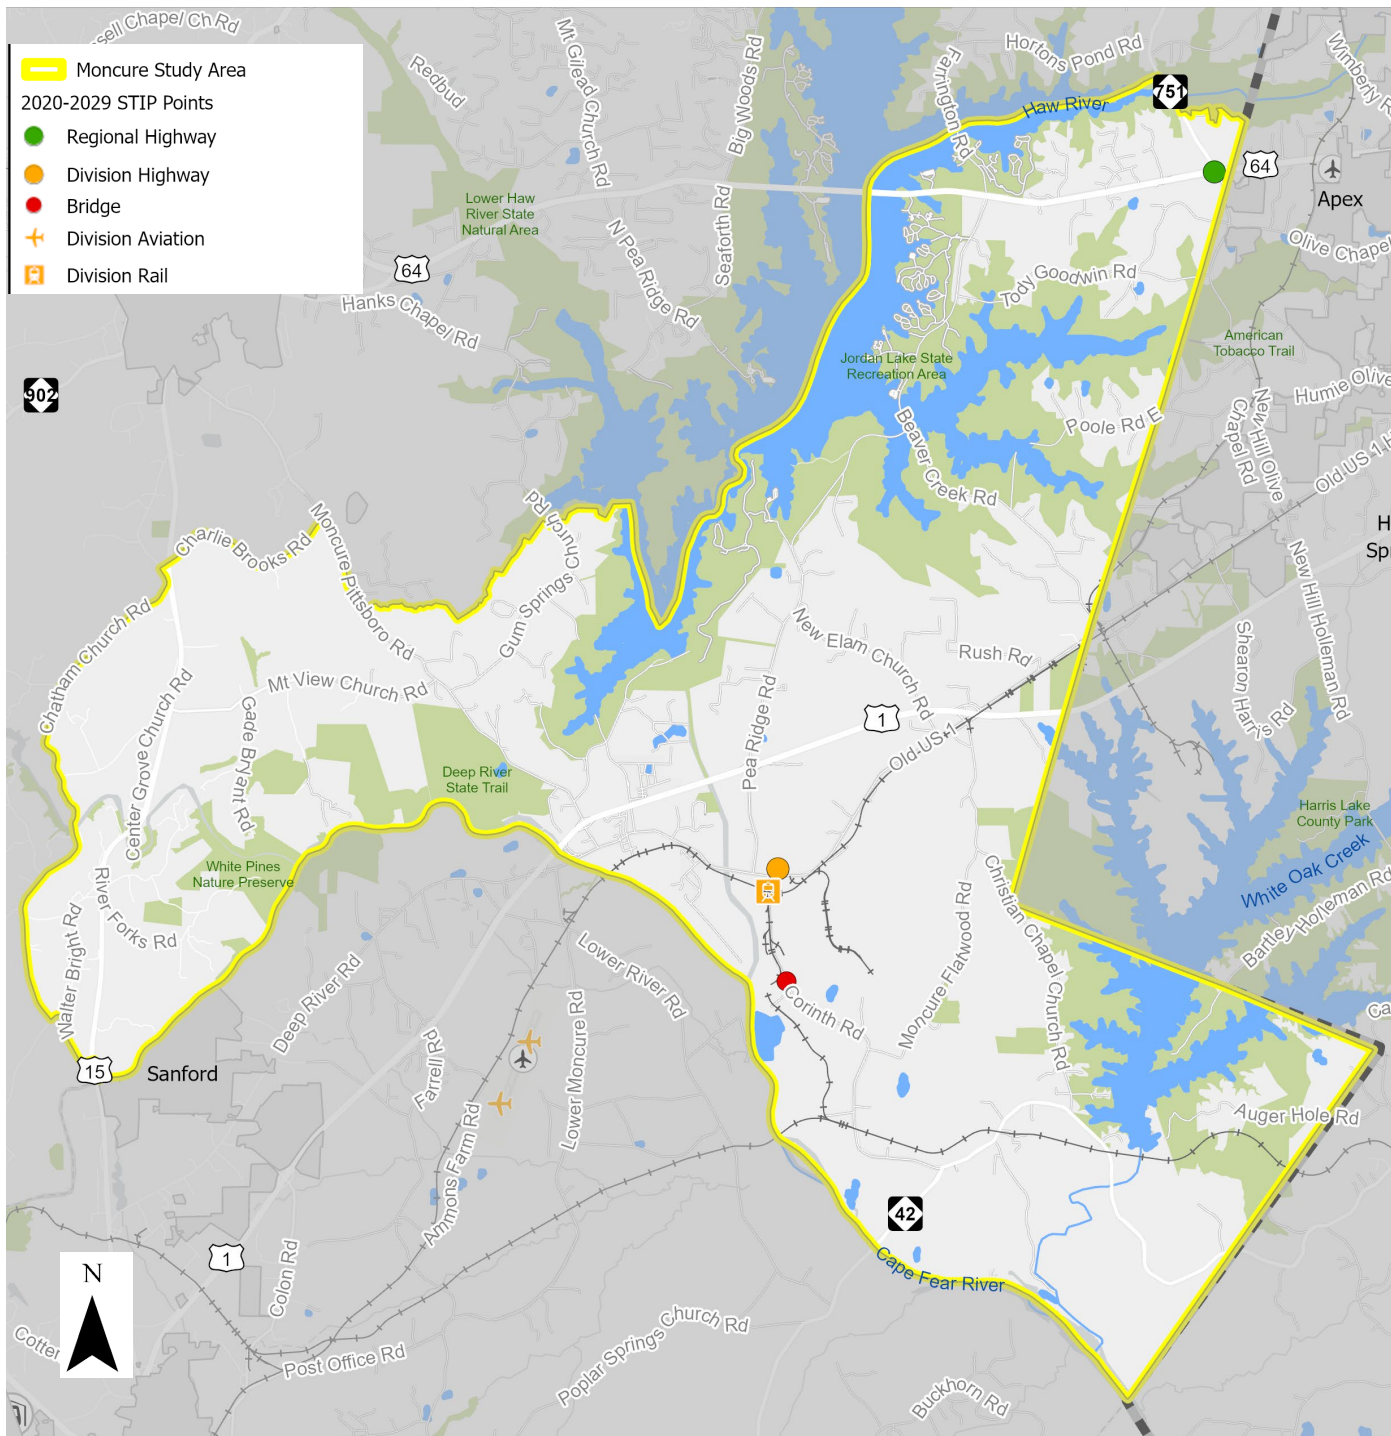 sell Chapel Ch Rd
Moncure Study Area
2020-2029 STIP Points
Regional Highway
Division Highway
Bridge
Division Aviation
Division Rail
Redbud
Mt Gilead Church Rd
Big Woods Rd
Farrington Rd
Hortons Pond Rd
Wimberly R
Haw River
751
64
Apex
Lower Haw
River State
Natural Area
Seaforth Rd
N Pea Ridge Rd
64
Hanks Chapel Rd
Olive Chapel
Tody Goodwin Rd
American
Tobacco Trail
Jordan Lake State
Recreation Area
902
Humie Olive
Beaver Creek Rd
Poole Rd E
New Hill Olive
Chapel Rd
Old US 1 H
H
Spr
Charlie Brooks Rd
Moncure Pittsboro Rd
Gum Springs Church Rd
Chatham Church Rd
New Elam Church Rd
Rush Rd
New Hill Holleman Rd
Shearon Harris Rd
Mt View Church Rd
Center Grove Church Rd
Gade Bryant Rd
Pea Ridge Rd
1
Old US 1
Deep River
State Trail
Harris Lake
County Park
White Oak Creek
White Pines
Nature Preserve
River Forks Rd
Walter Bright Rd
Bartley Holleman Rd
Christian Chapel Church Rd
Moncure Flatwood Rd
Lower River Rd
Deep River Rd
Corinth Rd
Ca
15
Sanford
Farrell Rd
Lower Moncure Rd
Ammons Farm Rd
Auger Hole Rd
42
Cape Fear River
1
Colon Rd
N
Cotter
Post Office Rd
Poplar Springs Church Rd
Buckhorn Rd